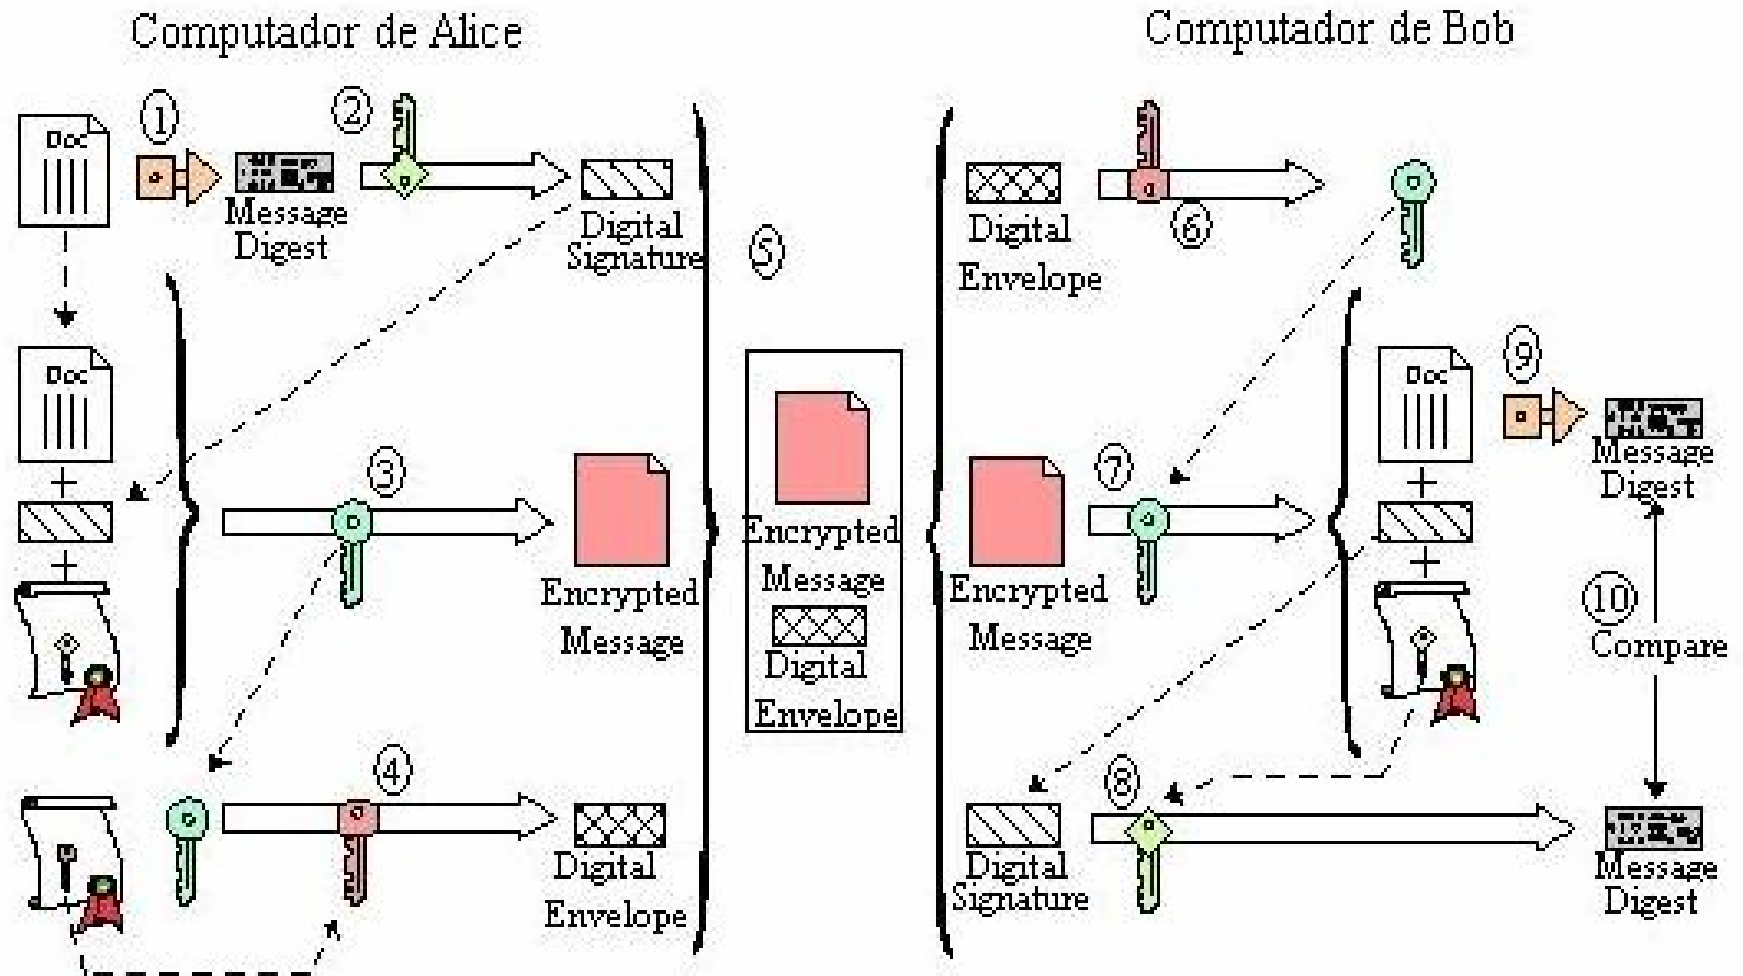 Computador de Alice
Computador de Bob
Doc
1
Message
Digest
2
Digital
Signature
Doc
+
+
3
Encrypted
Message
4
Digital
Envelope
5
Encrypted
Message
Digital
Envelope
Digital
Envelope
6
Encrypted
Message
7
Doc
+
+
9
Message
Digest
10
Compare
Digital
Signature
8
Message
Digest